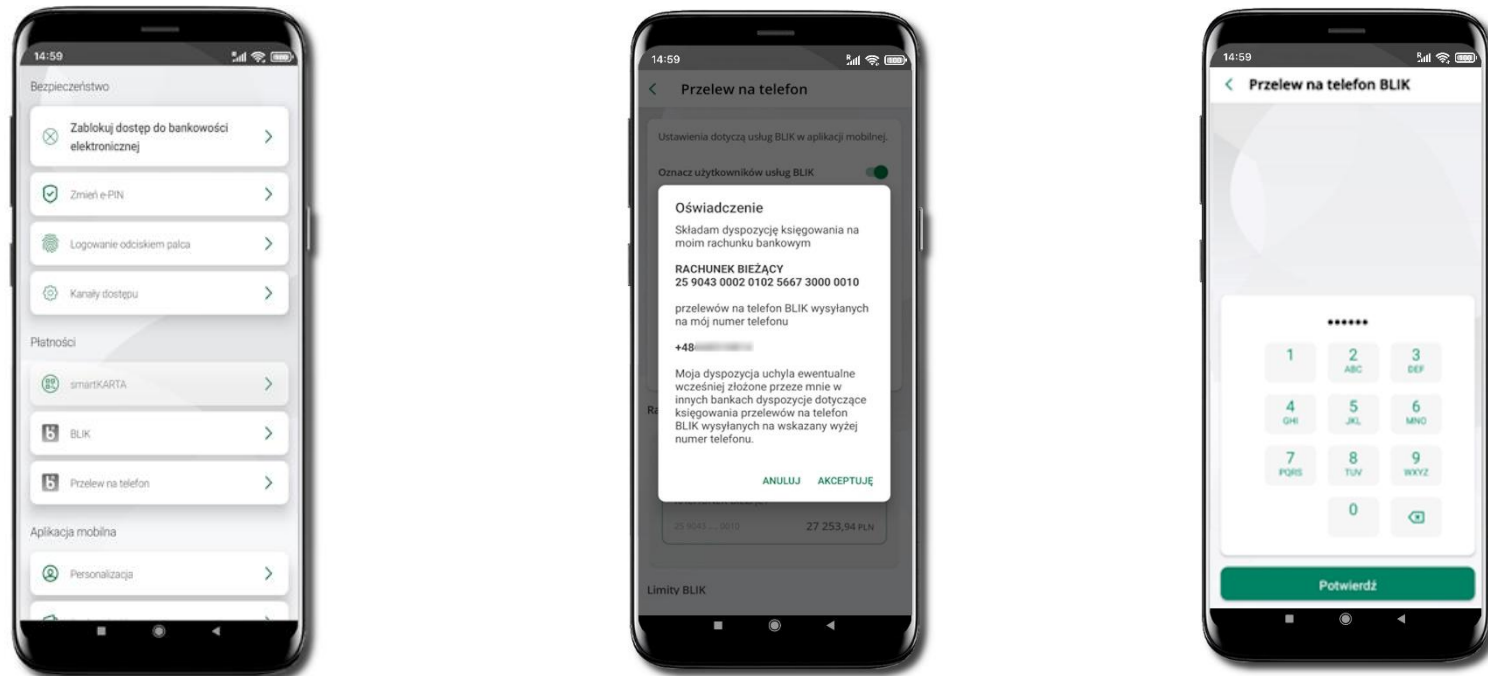 14:59
Bezpieczeństwo
Zablokuj dostęp do bankowości
elektronicznej
Zmień e-PIN
Logowanie odciskiem palca
Kanały dostępu
Płatności
smartKARTA
BLIK
Przelew na telefon
Aplikacja mobilna
Personalizacja
14:59
Przelew na telefon
Ustawienia dotyczą usług BLIK w aplikacji mobilnej.
Oznacz użytkowników usług BLIK
Oświadczenie
Składam dyspozycję księgowania na
moim rachunku bankowym
RACHUNEK BIEŻĄCY
25 9043 0002 0102 5667 3000 0010
przelewów na telefon BLIK wysyłanych
na mój numer telefonu
+48
Moja dyspozycja uchyla ewentualne
wcześniej złożone przeze mnie w
innych bankach dyspozycje dotyczące
księgowania przelewów na telefon
BLIK wysyłanych na wskazany wyżej
numer telefonu.
ANULUJ AKCEPTUJĘ
25 9043 ... 0010 27 253,94 PLN
Limity BLIK
14:59
Przelew na telefon BLIK
••••••
1 2 3
ABC DEF
4 5 6
GHI JKL MNO
7 8 9
PQRS TUV WXYZ
0
Potwierdź